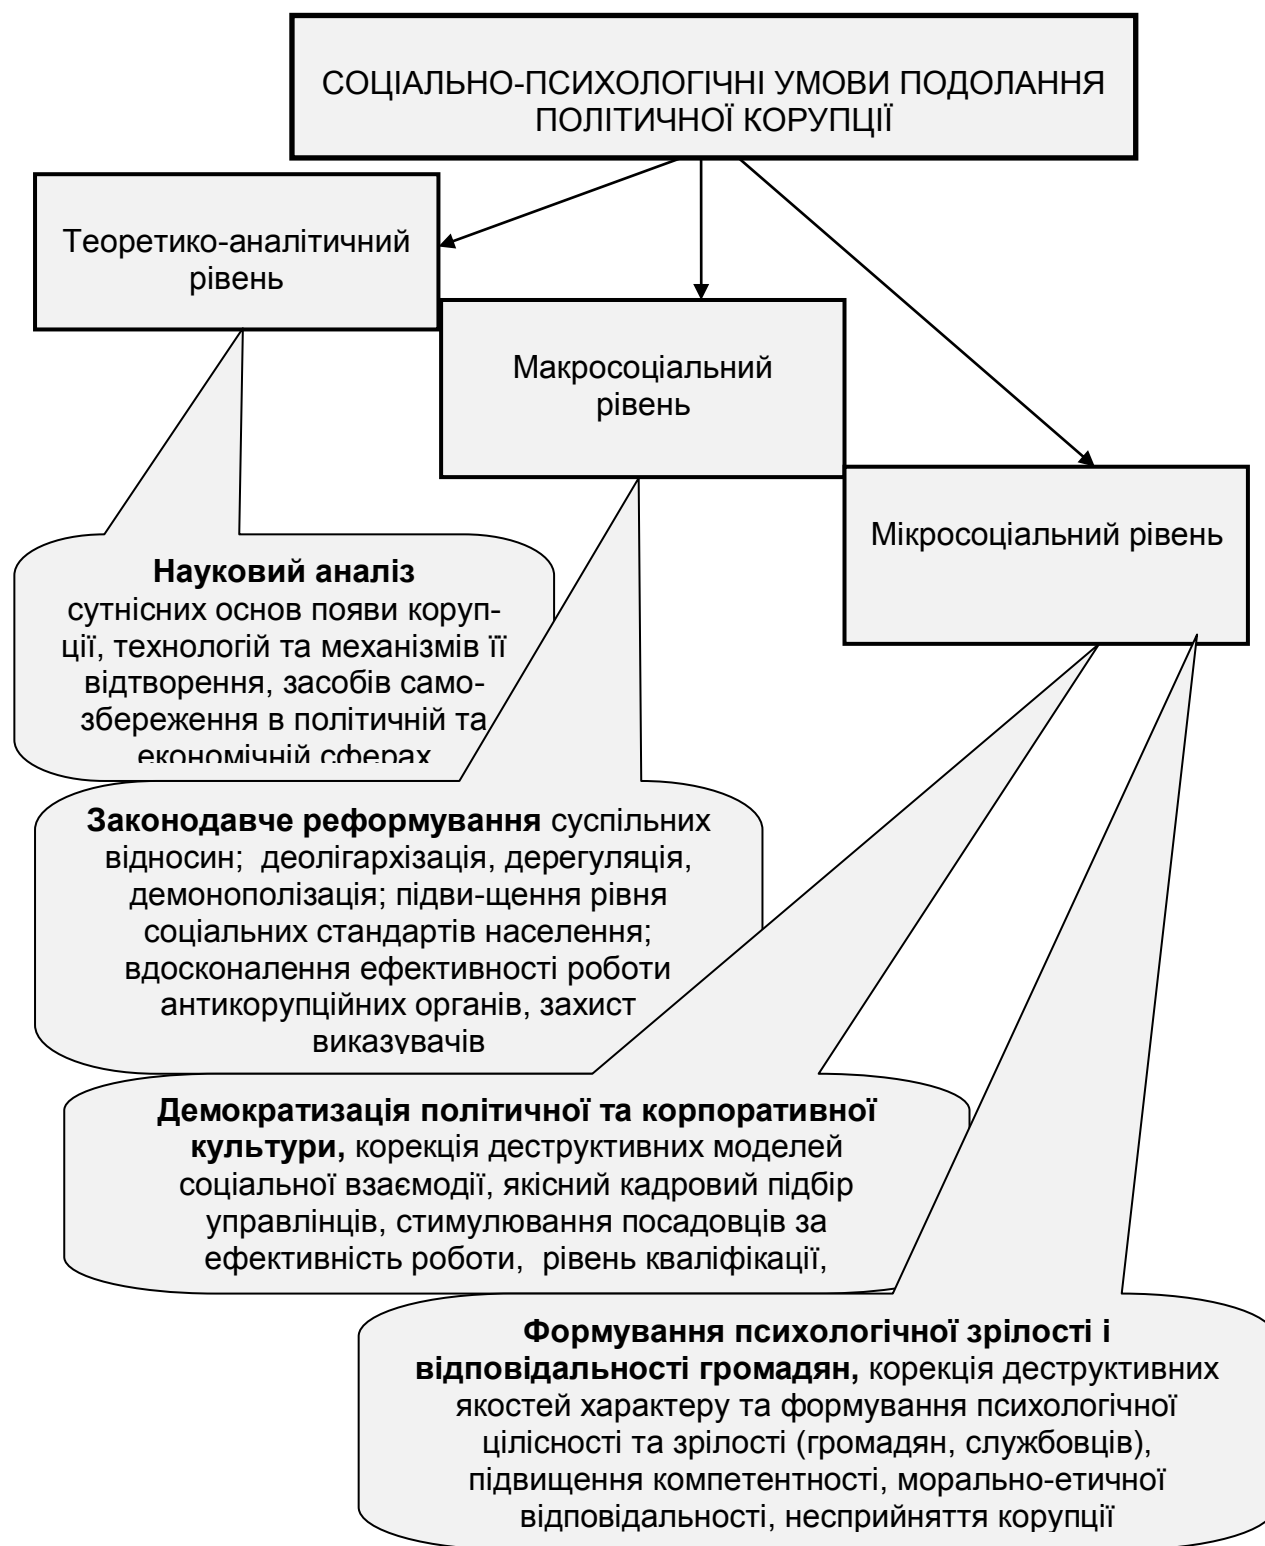 СОЦІАЛЬНО-ПСИХОЛОГІЧНІ УМОВИ ПОДОЛАННЯ
ПОЛІТИЧНОЇ КОРУПЦІЇ
Теоретико-аналітичний
рівень
Макросоціальний
рівень
Мікросоціальний рівень
Науковий аналіз
сутнісних основ появи коруп-
ції, технологій та механізмів її
відтворення, засобів само-
збереження в політичній та
економічній сферах
Законодавче реформування суспільних
відносин;  деолігархізація, дерегуляція,
демонополізація; підви-щення рівня
соціальних стандартів населення;
вдосконалення ефективності роботи
антикорупційних органів, захист
виказувачів
Демократизація політичної та корпоративної
культури, корекція деструктивних моделей
соціальної взаємодії, якісний кадровий підбір
управлінців, стимулювання посадовців за
ефективність роботи,  рівень кваліфікації,
Формування психологічної зрілості і
відповідальності громадян, корекція деструктивних
якостей характеру та формування психологічної
цілісності та зрілості (громадян, службовців),
підвищення компетентності, морально-етичної
відповідальності, несприйняття корупції